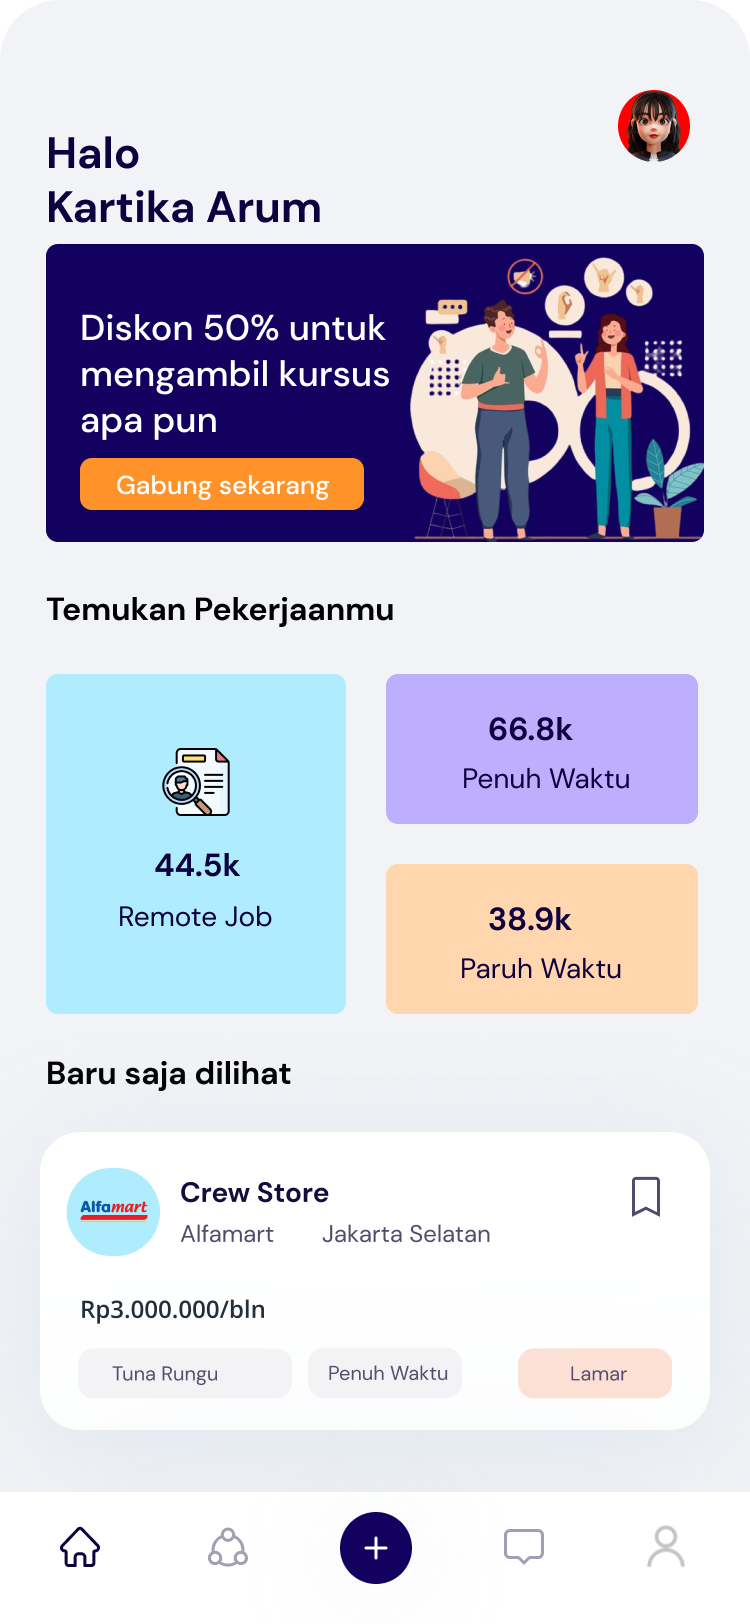 Halo
Kartika Arum
Diskon 50% untuk
mengambil kursus
apa pun
Gabung sekarang
Temukan Pekerjaanmu
44.5k
Remote Job
66.8k
Penuh Waktu
38.9k
Paruh Waktu
Baru saja dilihat
Alfamart
Crew Store
Alfamart Jakarta Selatan
Rp3.000.000/bln
Tuna Rungu Penuh Waktu Lamar